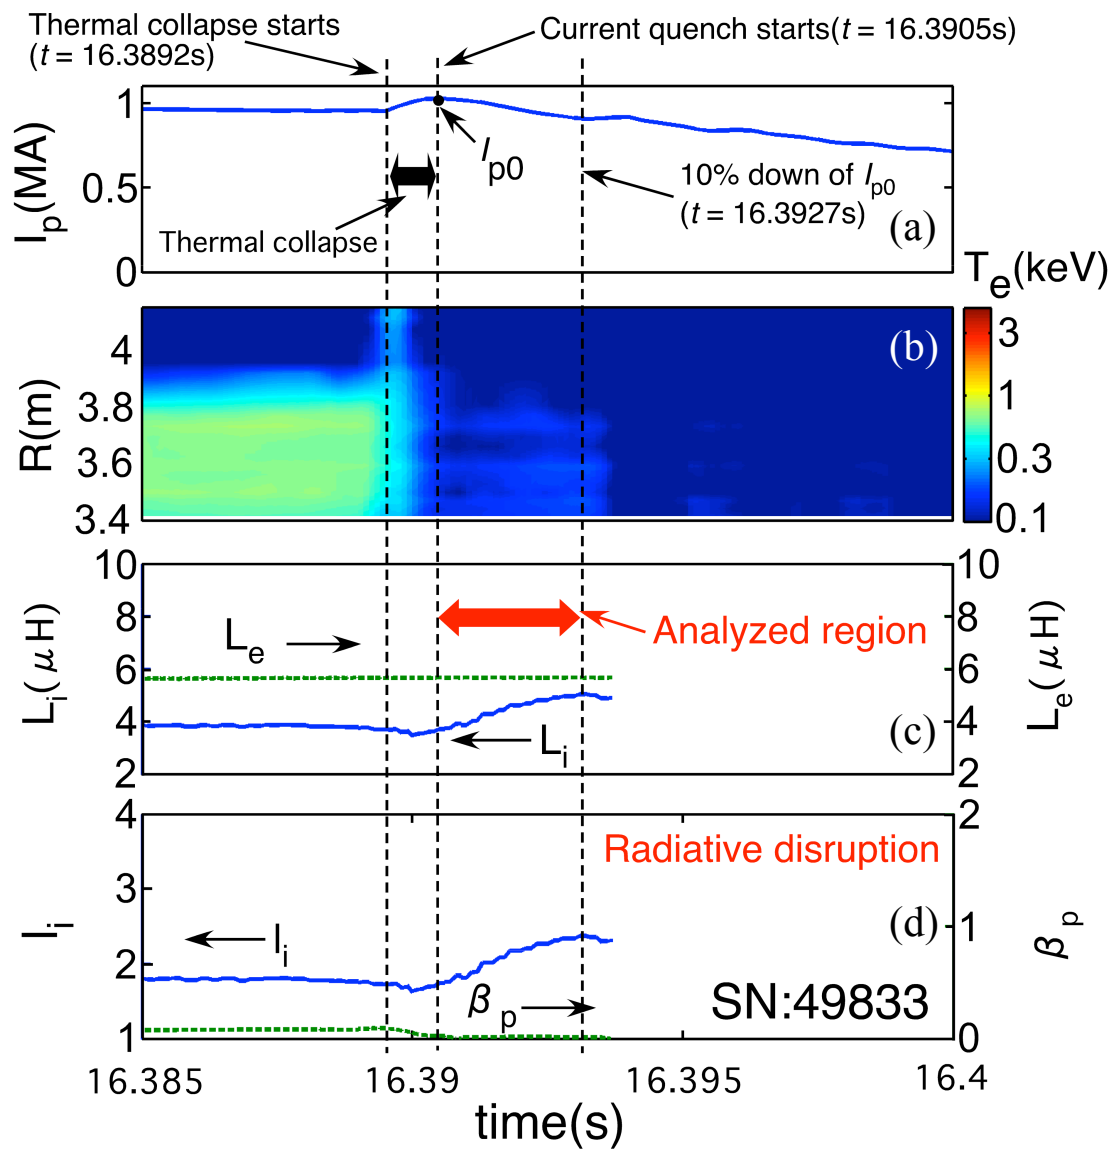 Thermal collapse starts
(t = 16.3892s)
Current quench starts(t = 16.3905s)
1
0.5
0
Ip(MA)
Ip0
Thermal collapse
10% down of Ip0
(t = 16.3927s)
(a)
Te(keV)
4
3.8
3.6
3.4
R(m)
(b)
3
1
0.3
0.1
10
8
6
4
2
Li(μH)
Le
Analyzed region
Li
(c)
10
8
6
4
2
Le(μH)
4
3
2
1
li
Radiative disruption
li
(d)
βp
SN:49833
2
1
0
βp
16.385
16.39
16.395
16.4
time(s)